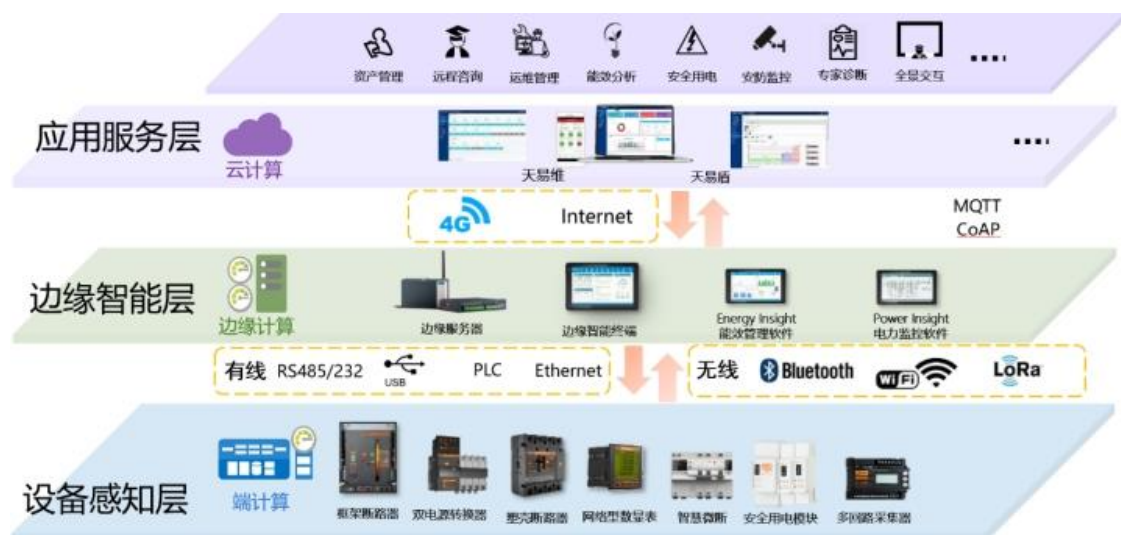 资产管理 远程咨询 运维管理 能效分析 安全用电 安防监控 专家诊断 全景交互
应用服务层
云计算
天易维
天易盾
4G
Internet
MQTT
CoAP
边缘智能层
边缘计算
边缘服务器
边缘智能终端
Energy Insight
能效管理软件
Power Insight
电力监控软件
有线 RS485/232 USB PLC Ethernet
无线 Bluetooth WiFi LoRa
设备感知层
端计算
框架断路器 双电源转换器 塑壳断路器 网络型数显表 智慧微断 安全用电模块 多回路采集器